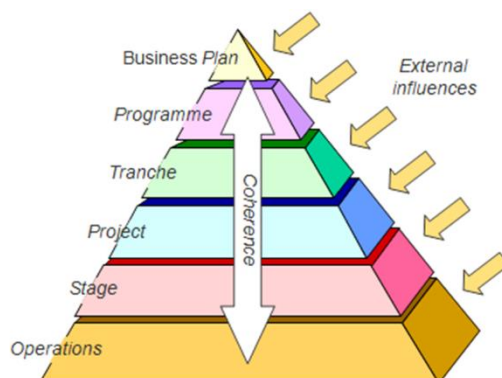 Business Plan
External
influences
Programme
Tranche
Coherence
Project
Stage
Operations